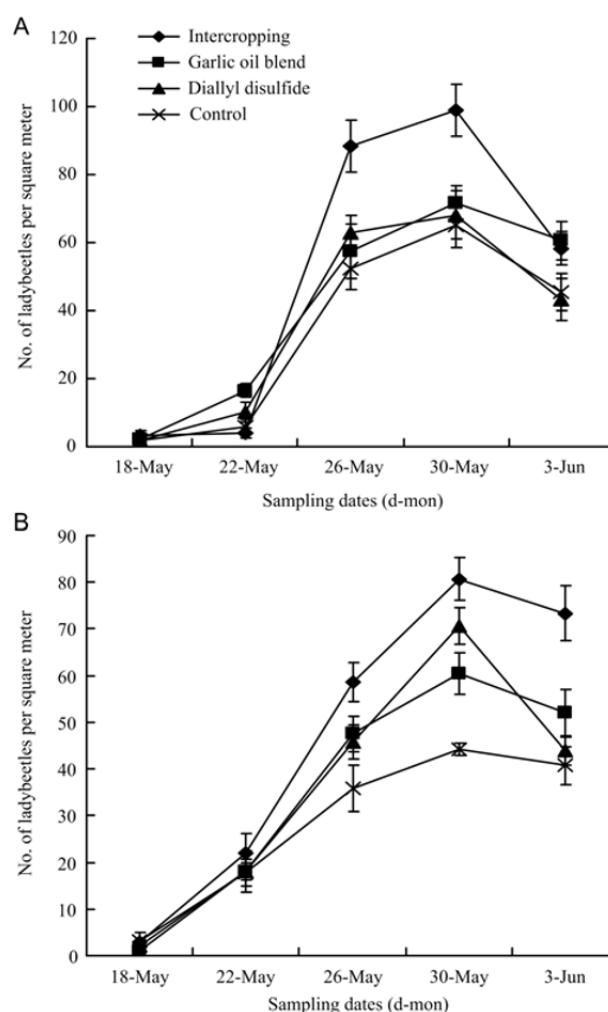 A
120
100
80
60
40
20
0
No. of ladybeetles per square meter
Intercropping
Garlic oil blend
Diallyl disulfide
Control
18-May 22-May 26-May 30-May 3-Jun
Sampling dates (d-mon)
B
90
80
70
60
50
40
30
20
10
0
No. of ladybeetles per square meter
18-May 22-May 26-May 30-May 3-Jun
Sampling dates (d-mon)